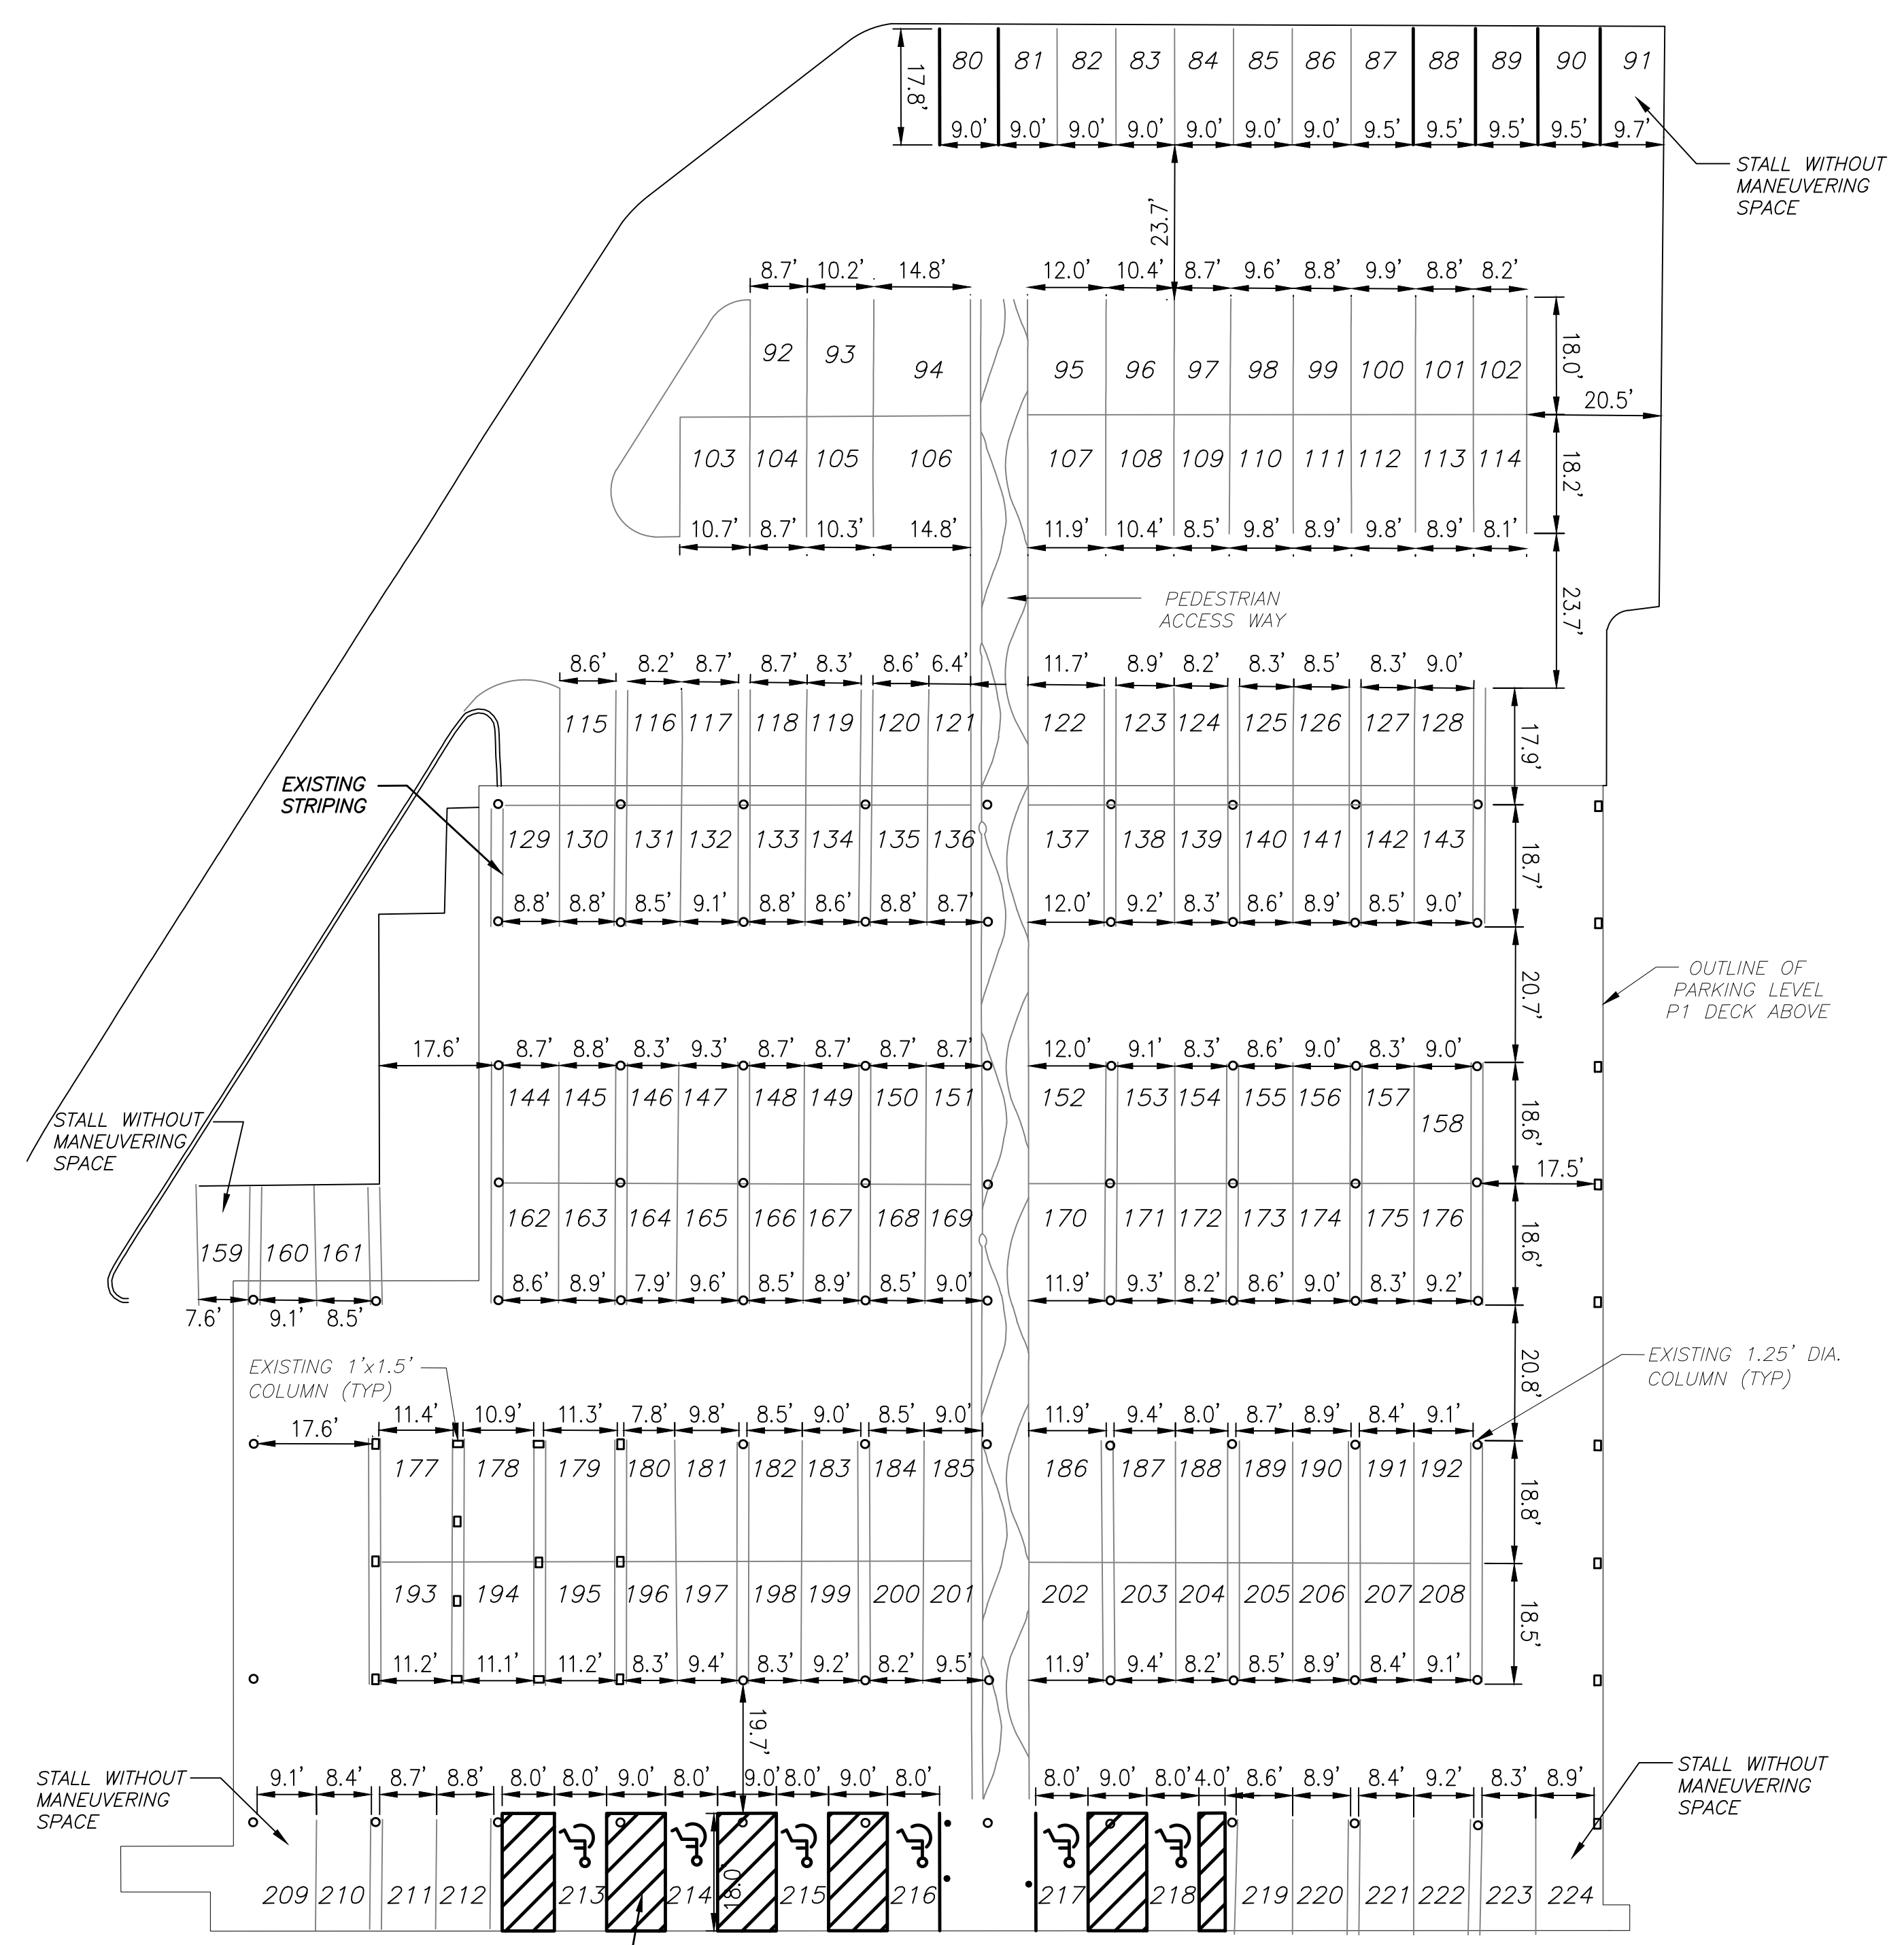 80 81 82 83 84 85 86 87 88 89 90 91
17.8'
9.0' 9.0' 9.0' 9.0' 9.0' 9.0' 9.0' 9.5' 9.5' 9.5' 9.5' 9.7'
STALL WITHOUT
MANEUVERING
SPACE
23.7'
8.7' 10.2' 14.8' 12.0' 10.4' 8.7' 9.6' 8.8' 9.9' 8.8' 8.2'
92 93 94 95 96 97 98 99 100 101 102
18.0'
20.5'
103 104 105 106 107 108 109 110 111 112 113 114
18.2'
10.7' 8.7' 10.3' 14.8' 11.9' 10.4' 8.5' 9.8' 8.9' 9.8' 8.9' 8.1'
PEDESTRIAN
ACCESS WAY
23.7'
8.6' 8.2' 8.7' 8.7' 8.3' 8.6' 6.4' 11.7' 8.9' 8.2' 8.3' 8.5' 8.3' 9.0'
115 116 117 118 119 120 121 122 123 124 125 126 127 128
17.9'
EXISTING
STRIPING
129 130 131 132 133 134 135 136 137 138 139 140 141 142 143
18.7'
8.8' 8.8' 8.5' 9.1' 8.8' 8.6' 8.8' 8.7' 12.0' 9.2' 8.3' 8.6' 8.9' 8.5' 9.0'
OUTLINE OF
PARKING LEVEL
P1 DECK ABOVE
20.7'
17.6' 8.7' 8.8' 8.3' 9.3' 8.7' 8.7' 8.7' 8.7' 12.0' 9.1' 8.3' 8.6' 9.0' 8.3' 9.0'
144 145 146 147 148 149 150 151 152 153 154 155 156 157 158
18.6'
STALL WITHOUT
MANEUVERING
SPACE
17.5'
162 163 164 165 166 167 168 169 170 171 172 173 174 175 176
159 160 161
18.6'
8.6' 8.9' 7.9' 9.6' 8.5' 8.9' 8.5' 9.0' 11.9' 9.3' 8.2' 8.6' 9.0' 8.3' 9.2'
7.6' 9.1' 8.5'
EXISTING 1'x1.5'
COLUMN (TYP)
20.8'
EXISTING 1.25' DIA.
COLUMN (TYP)
17.6' 11.4' 10.9' 11.3' 7.8' 9.8' 8.5' 9.0' 8.5' 9.0' 11.9' 9.4' 8.0' 8.7' 8.9' 8.4' 9.1'
177 178 179 180 181 182 183 184 185 186 187 188 189 190 191 192
18.8'
193 194 195 196 197 198 199 200 201 202 203 204 205 206 207 208
18.5'
11.2' 11.1' 11.2' 8.3' 9.4' 8.3' 9.2' 8.2' 9.5' 11.9' 9.4' 8.2' 8.5' 8.9' 8.4' 9.1'
19.7'
STALL WITHOUT
MANEUVERING
SPACE
9.1' 8.4' 8.7' 8.8' 8.0' 8.0' 9.0' 8.0' 9.0' 8.0' 9.0' 8.0' 8.0' 9.0' 8.0' 4.0' 8.6' 8.9' 8.4' 9.2' 8.3' 8.9'
STALL WITHOUT
MANEUVERING
SPACE
18.0'
209 210 211 212 213 214 215 216 217 218 219 220 221 222 223 224